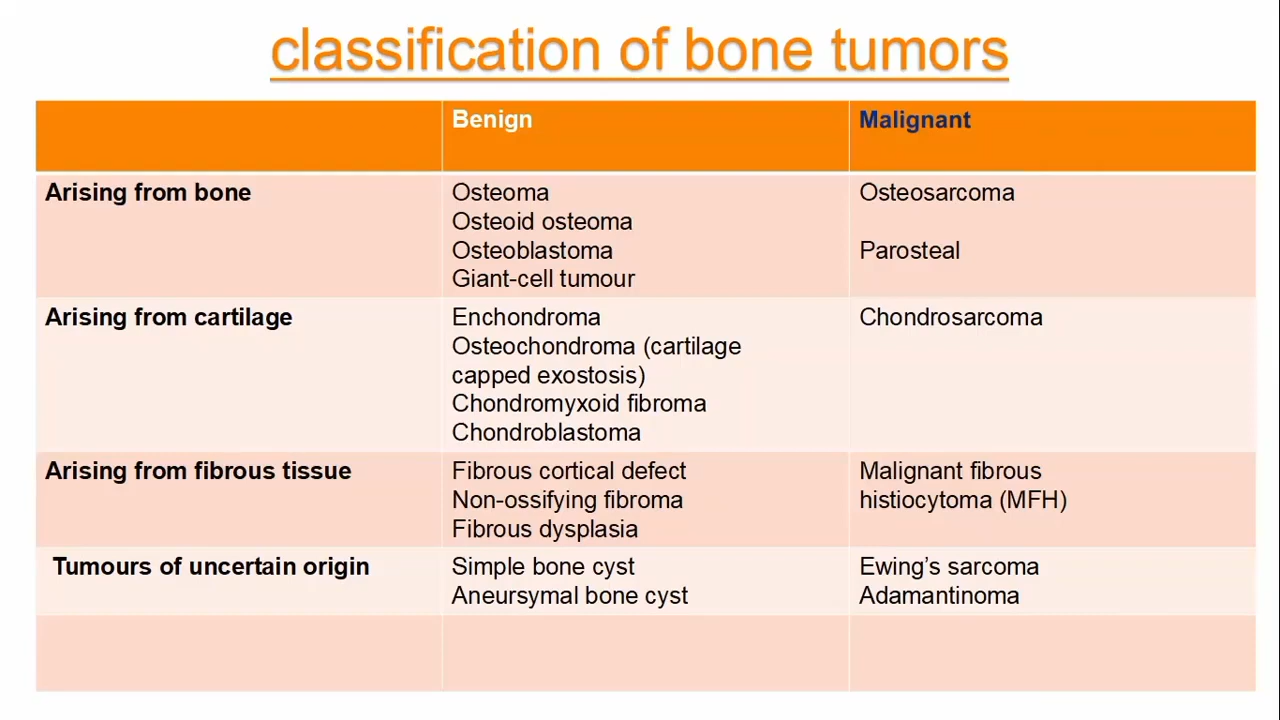 classification of bone tumors
Benign
Malignant
Arising from bone
Osteoma
Osteoid osteoma
Osteoblastoma
Giant-cell tumour
Osteosarcoma
Parosteal
Arising from cartilage
Enchondroma
Osteochondroma (cartilage
capped exostosis)
Chondromyxoid fibroma
Chondroblastoma
Chondrosarcoma
Arising from fibrous tissue
Fibrous cortical defect
Non-ossifying fibroma
Fibrous dysplasia
Malignant fibrous
histiocytoma (MFH)
Tumours of uncertain origin
Simple bone cyst
Aneursymal bone cyst
Ewing’s sarcoma
Adamantinoma